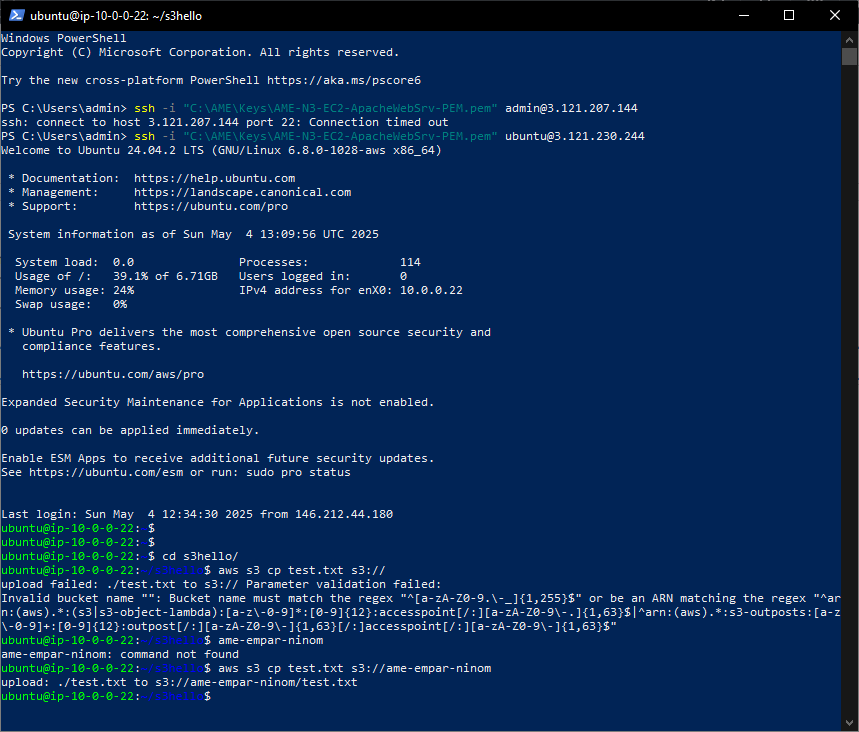 ubuntu@ip-10-0-0-22: ~/s3hello
Windows PowerShell
Copyright (C) Microsoft Corporation. All rights reserved.
Try the new cross-platform PowerShell https://aka.ms/pscore6
PS C:\Users\admin> ssh -i "C:\AME\Keys\AME-N3-EC2-ApacheWebSrv-PEM.pem" admin@3.121.207.144
ssh: connect to host 3.121.207.144 port 22: Connection timed out
PS C:\Users\admin> ssh -i "C:\AME\Keys\AME-N3-EC2-ApacheWebSrv-PEM.pem" ubuntu@3.121.230.244
Welcome to Ubuntu 24.04.2 LTS (GNU/Linux 6.8.0-1028-aws x86_64)
* Documentation:  https://help.ubuntu.com
* Management:     https://landscape.canonical.com
* Support:        https://ubuntu.com/pro
System information as of Sun May  4 13:09:56 UTC 2025
System load:  0.0               Processes:             114
Usage of /:   39.1% of 6.71GB   Users logged in:       0
Memory usage: 24%               IPv4 address for enX0: 10.0.0.22
Swap usage:   0%
* Ubuntu Pro delivers the most comprehensive open source security and
compliance features.
https://ubuntu.com/aws/pro
Expanded Security Maintenance for Applications is not enabled.
0 updates can be applied immediately.
Enable ESM Apps to receive additional future security updates.
See https://ubuntu.com/esm or run: sudo pro status
Last login: Sun May  4 12:34:30 2025 from 146.212.44.180
ubuntu@ip-10-0-0-22:~$
ubuntu@ip-10-0-0-22:~$
ubuntu@ip-10-0-0-22:~$ cd s3hello/
ubuntu@ip-10-0-0-22:~/s3hello$ aws s3 cp test.txt s3://
upload failed: ./test.txt to s3:// Parameter validation failed:
Invalid bucket name "": Bucket name must match the regex "^[a-zA-Z0-9.\-_]{1,255}$" or be an ARN matching the regex "^ar
n:(aws).*:(s3|s3-object-lambda):[a-z\-0-9]*:[0-9]{12}:accesspoint[/:][a-zA-Z0-9\-.]{1,63}$|^arn:(aws).*:s3-outposts:[a-z
\-0-9]+:[0-9]{12}:outpost[/:][a-zA-Z0-9\-]{1,63}[/:]accesspoint[/:][a-zA-Z0-9\-]{1,63}$"
ubuntu@ip-10-0-0-22:~/s3hello$ ame-empar-ninom
ame-empar-ninom: command not found
ubuntu@ip-10-0-0-22:~/s3hello$ aws s3 cp test.txt s3://ame-empar-ninom
upload: ./test.txt to s3://ame-empar-ninom/test.txt
ubuntu@ip-10-0-0-22:~/s3hello$